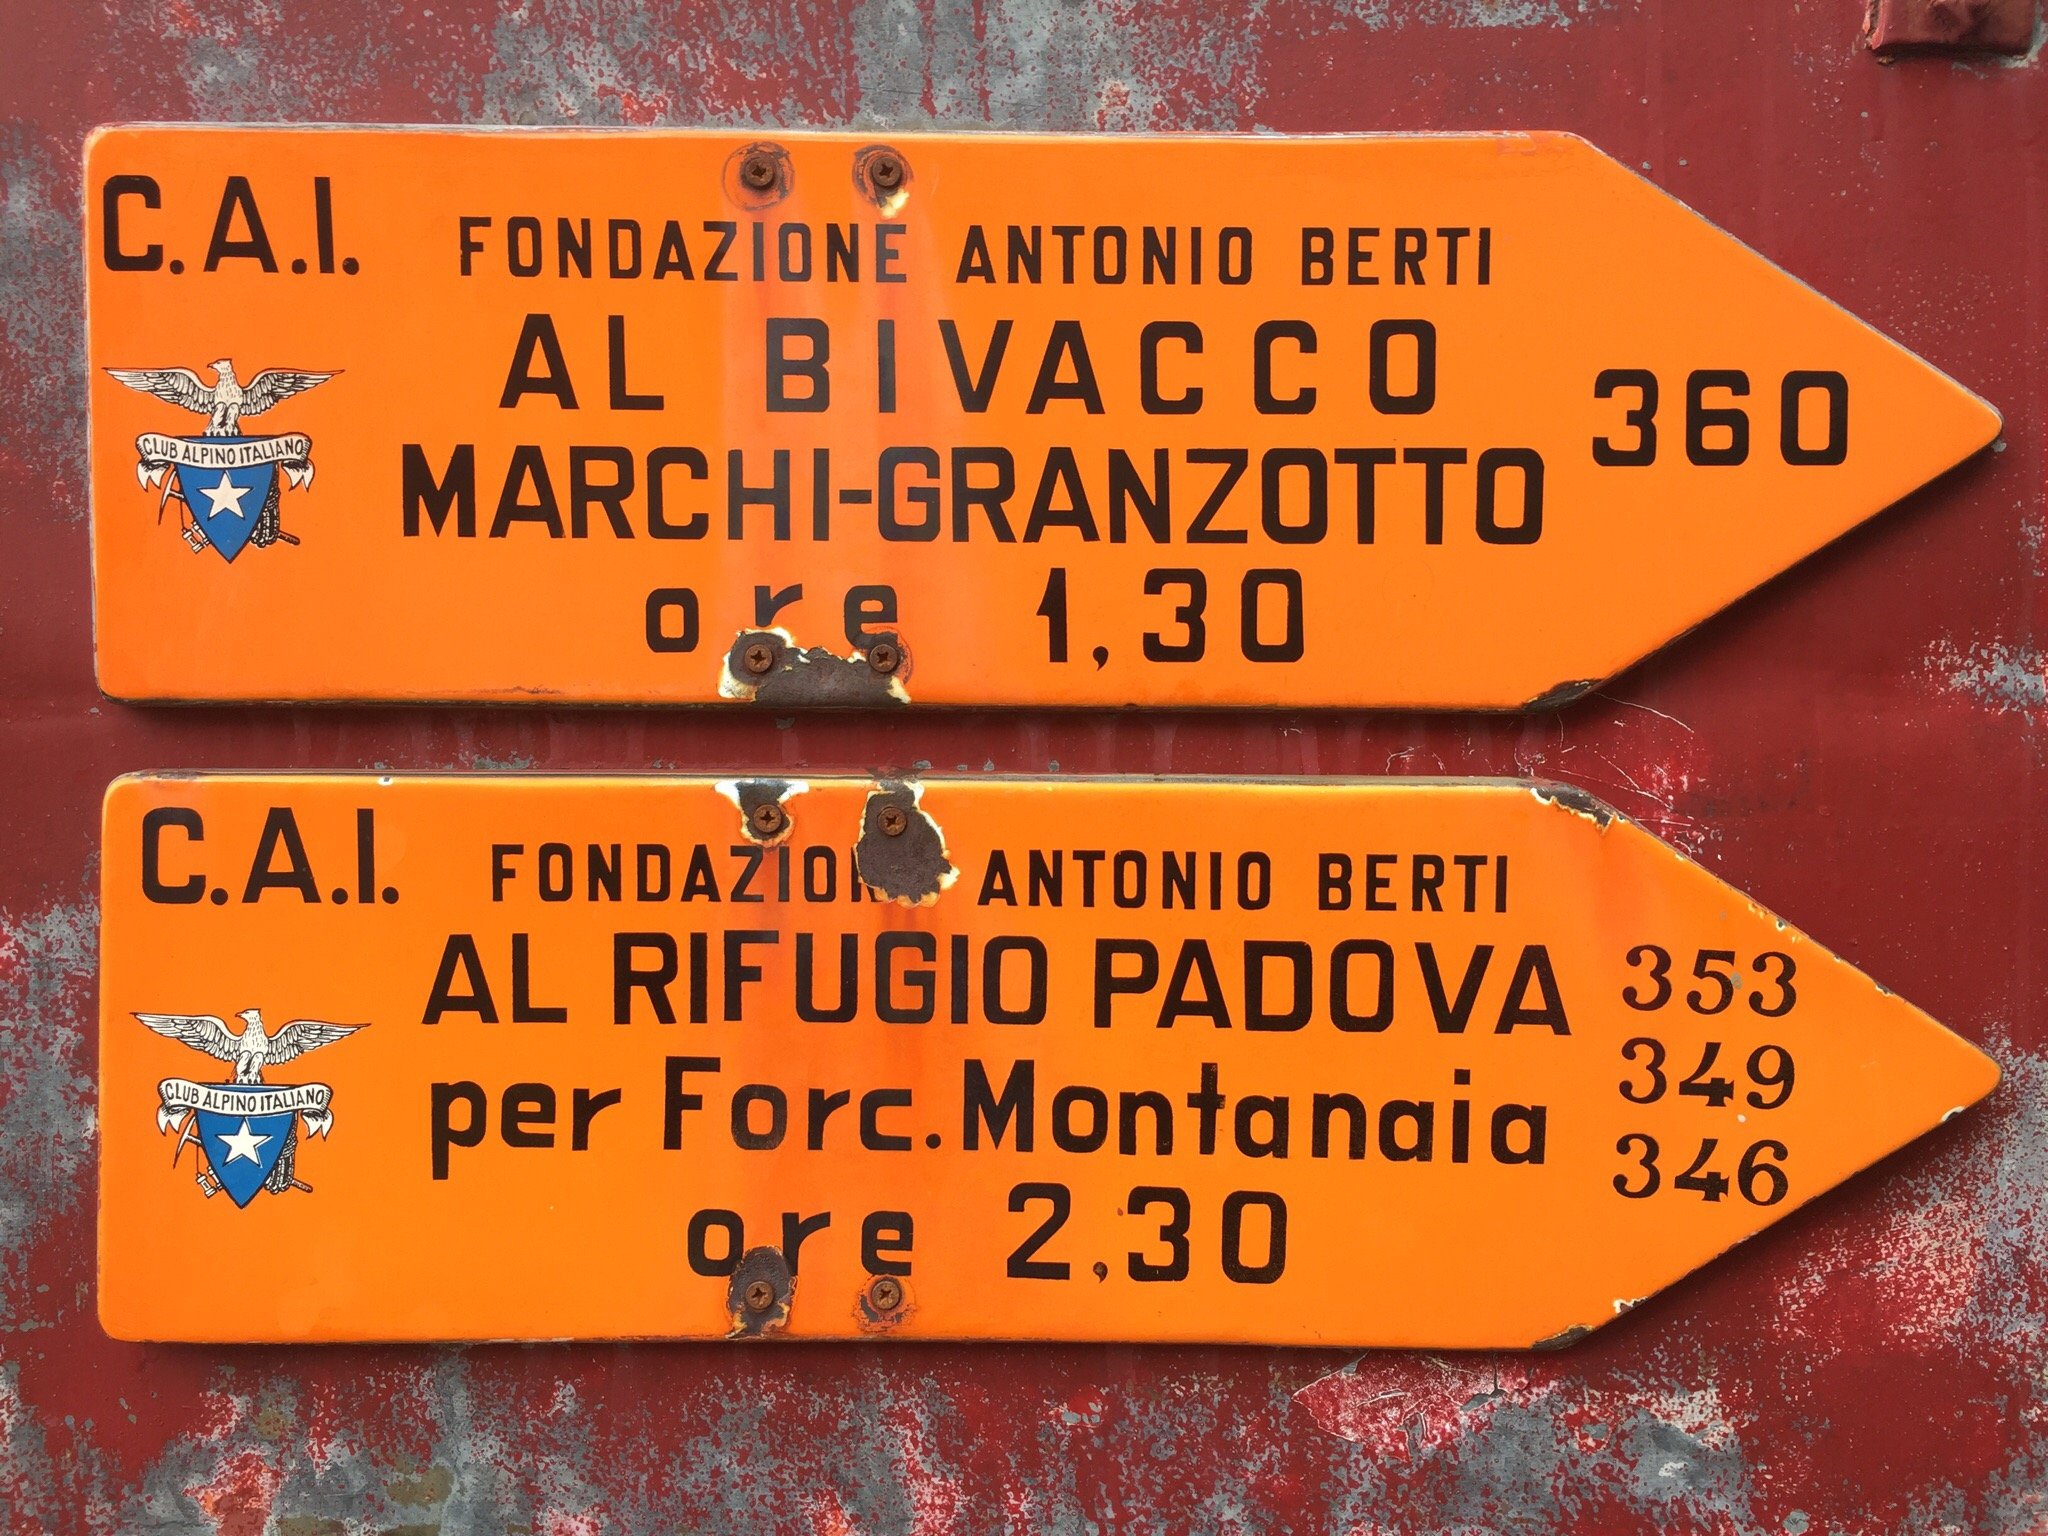 C.A.I.
FONDAZIONE ANTONIO BERTI
AL BIVACCO
MARCHI-GRANZOTTO
ore 1,30
360
CLUB ALPINO ITALIANO
C.A.I.
ANTONIO BERTI
AL RIFUGIO PADOVA
per Forc. Montanaia
ore 2.30
353
349
346
CLUB ALPINO ITALIANO